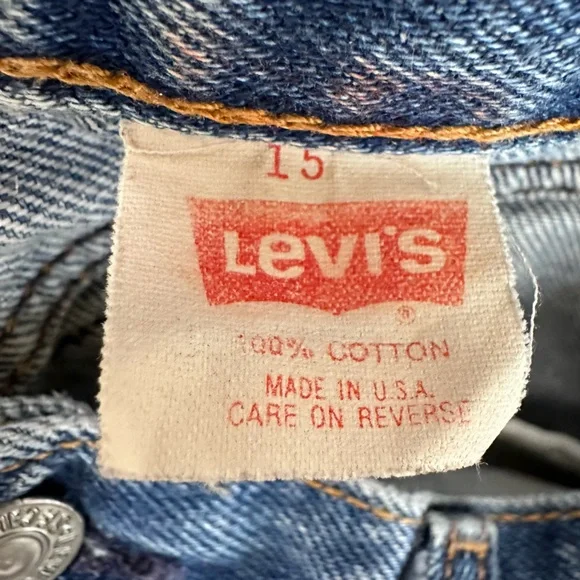 15
Levi's
®
100% COTTON
MADE IN U.S.A.
CARE ON REVERSE